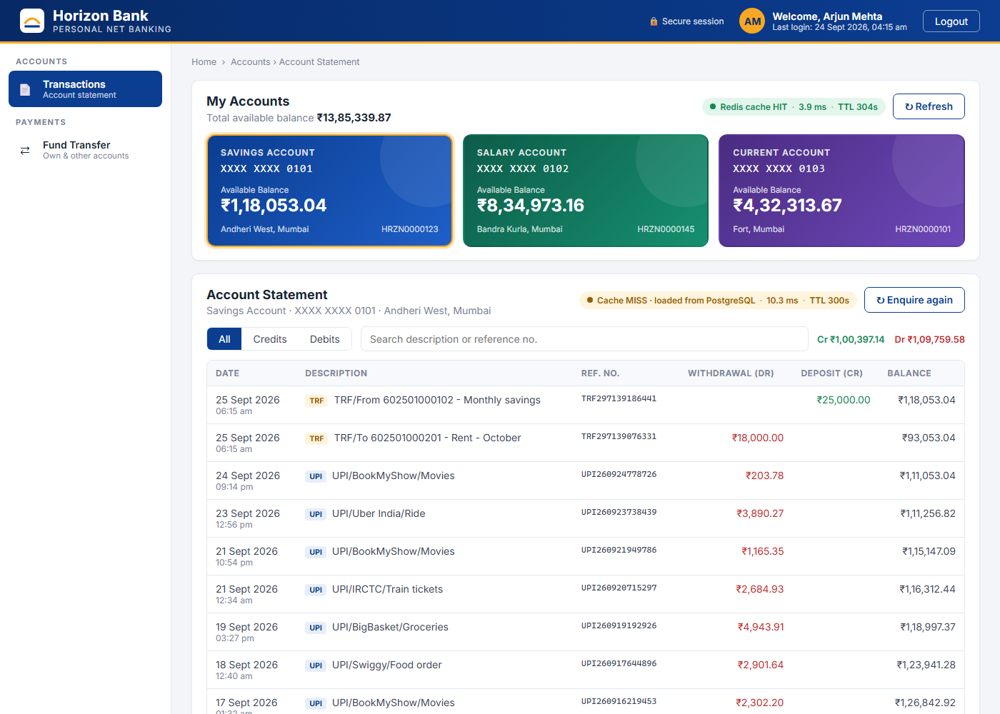 Horizon Bank
PERSONAL NET BANKING
Secure session
AM
Welcome, Arjun Mehta
Last login: 24 Sept 2026, 04:15 am
Logout
ACCOUNTS
Transactions
Account statement
PAYMENTS
Fund Transfer
Own & other accounts
Home › Accounts › Account Statement
My Accounts
Total available balance ₹13,85,339.87
Redis cache HIT · 3.9 ms · TTL 304s
↻ Refresh
SAVINGS ACCOUNT
XXXX XXXX 0101
Available Balance
₹1,18,053.04
Andheri West, Mumbai HRZN0000123
SALARY ACCOUNT
XXXX XXXX 0102
Available Balance
₹8,34,973.16
Bandra Kurla, Mumbai HRZN0000145
CURRENT ACCOUNT
XXXX XXXX 0103
Available Balance
₹4,32,313.67
Fort, Mumbai HRZN0000101
Account Statement
Savings Account · XXXX XXXX 0101 · Andheri West, Mumbai
Cache MISS · loaded from PostgreSQL · 10.3 ms · TTL 300s
↻ Enquire again
All Credits Debits
Search description or reference no.
Cr ₹1,00,397.14 Dr ₹1,09,759.58
DATE DESCRIPTION REF. NO. WITHDRAWAL (DR) DEPOSIT (CR) BALANCE
25 Sept 2026 TRF TRF/From 602501000102 - Monthly savings TRF297139186441 ₹25,000.00 ₹1,18,053.04
06:15 am
25 Sept 2026 TRF TRF/To 602501000201 - Rent - October TRF297139076331 ₹18,000.00 ₹93,053.04
06:15 am
24 Sept 2026 UPI UPI/BookMyShow/Movies UPI260924778726 ₹203.78 ₹1,11,053.04
09:14 pm
23 Sept 2026 UPI UPI/Uber India/Ride UPI260923738439 ₹3,890.27 ₹1,11,256.82
12:56 pm
21 Sept 2026 UPI UPI/BookMyShow/Movies UPI260921949786 ₹1,165.35 ₹1,15,147.09
10:54 pm
21 Sept 2026 UPI UPI/IRCTC/Train tickets UPI260920715297 ₹2,684.93 ₹1,16,312.44
12:34 am
19 Sept 2026 UPI UPI/BigBasket/Groceries UPI260919192926 ₹4,943.91 ₹1,18,997.37
03:27 pm
18 Sept 2026 UPI UPI/Swiggy/Food order UPI260917644896 ₹2,901.64 ₹1,23,941.28
12:40 am
17 Sept 2026 UPI UPI/BookMyShow/Movies UPI260916219453 ₹2,302.20 ₹1,26,842.92